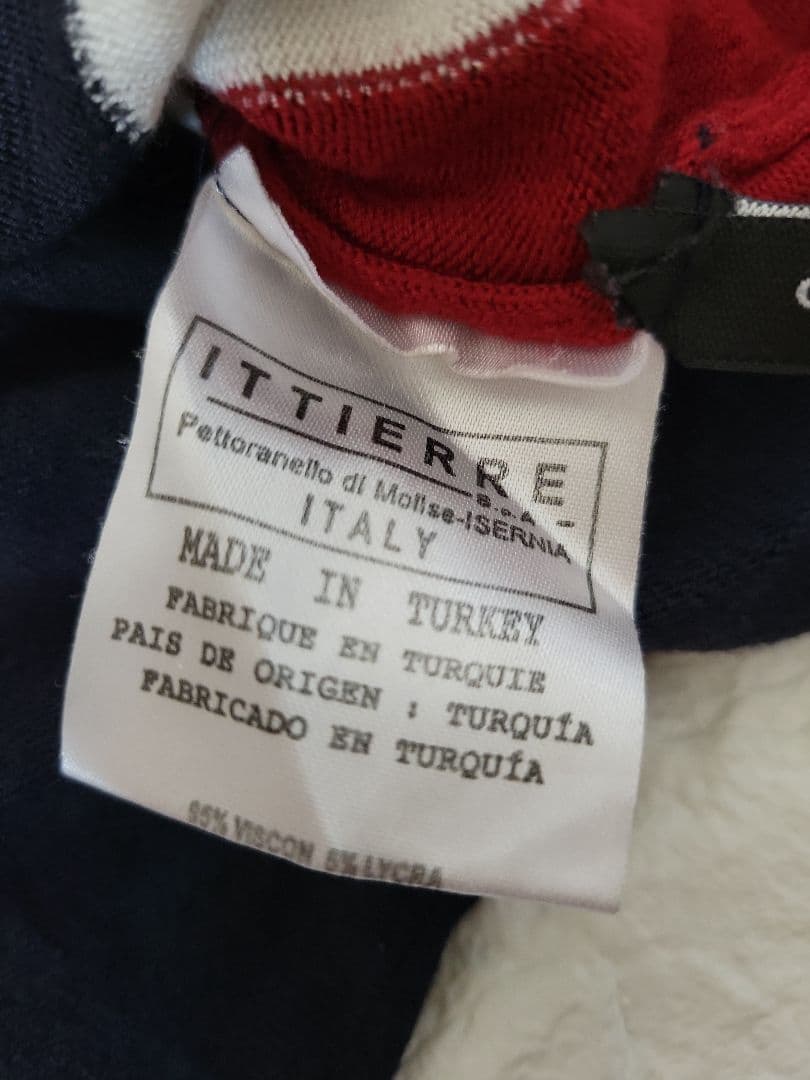 ITTIERRE
S.p.A.
Pettoranello di Molise-ISERNIA
ITALY
MADE IN TURKEY
FABRIQUE EN TURQUIE
PAIS DE ORIGEN : TURQUÍA
FABRICADO EN TURQUÍA
95% VISCON 5% LYCRA